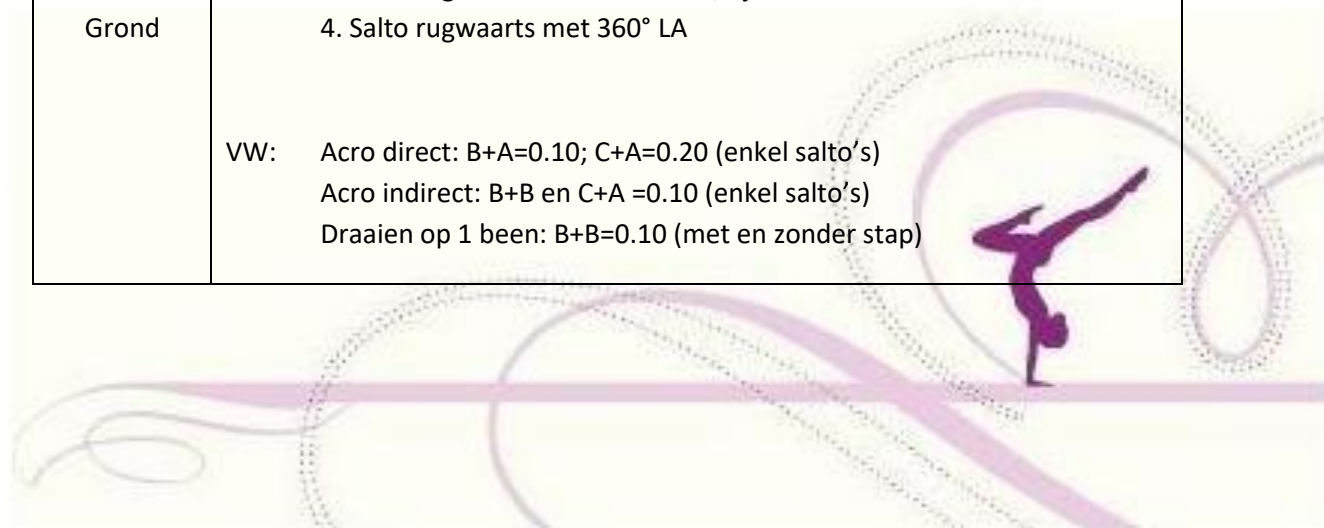 Grond 4. Salto rugwaarts met 360° LA
VW: Acro direct: B+A=0.10; C+A=0.20 (enkel salto's)
Acro indirect: B+B en C+A =0.10 (enkel salto's)
Draaien op 1 been: B+B=0.10 (met en zonder stap)